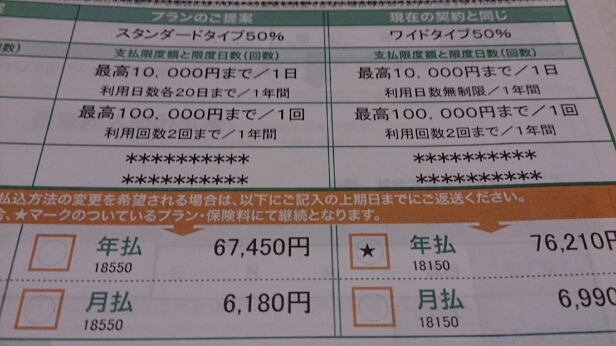 プランのご提案 現在の契約と同じ
スタンダードタイプ50% ワイドタイプ50%
数) 支払限度額と限度日数(回数) 支払限度額と限度日数(回数)
最高10,000円まで/1日 最高10,000円まで/1日
利用日数各20日まで/1年間 利用日数無制限/1年間
最高100,000円まで/1回 最高100,000円まで/1回
利用回数2回まで/1年間 利用回数2回まで/1年間
********** **********
********** **********
払込方法の変更を希望される場合は、以下にご記入の上期日までにご返送ください。
合、★マークのついているプラン・保険料にて継続となります。
年払 67,450円 ★ 年払 76,210円
18550 18150
月払 6,180円 月払 6,990
18550 18150